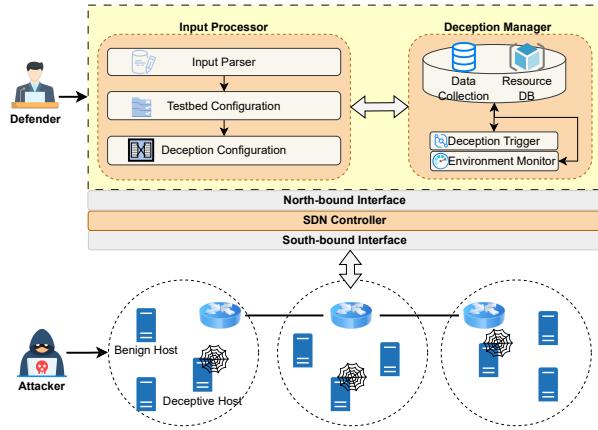 Input Processor
Deception Manager
Input Parser
Testbed Configuration
Deception Configuration
Data
Collection
Resource
DB
Deception Trigger
Environment Monitor
Defender
North-bound Interface
SDN Controller
South-bound Interface
Benign Host
Deceptive Host
Attacker